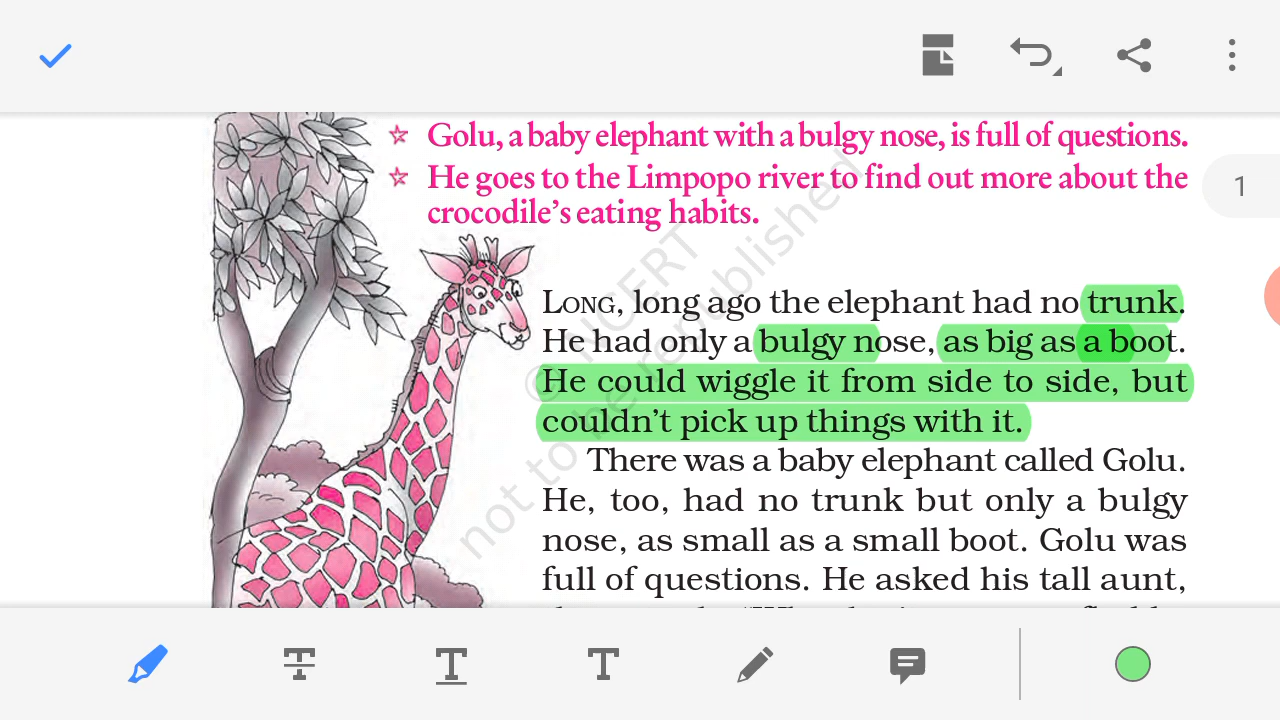 ☆ Golu, a baby elephant with a bulgy nose, is full of questions.
☆ He goes to the Limpopo river to find out more about the
crocodile's eating habits.
1
LONG, long ago the elephant had no trunk.
He had only a bulgy nose, as big as a boot.
He could wiggle it from side to side, but
couldn't pick up things with it.
There was a baby elephant called Golu.
He, too, had no trunk but only a bulgy
nose, as small as a small boot. Golu was
full of questions. He asked his tall aunt,
not to be republished